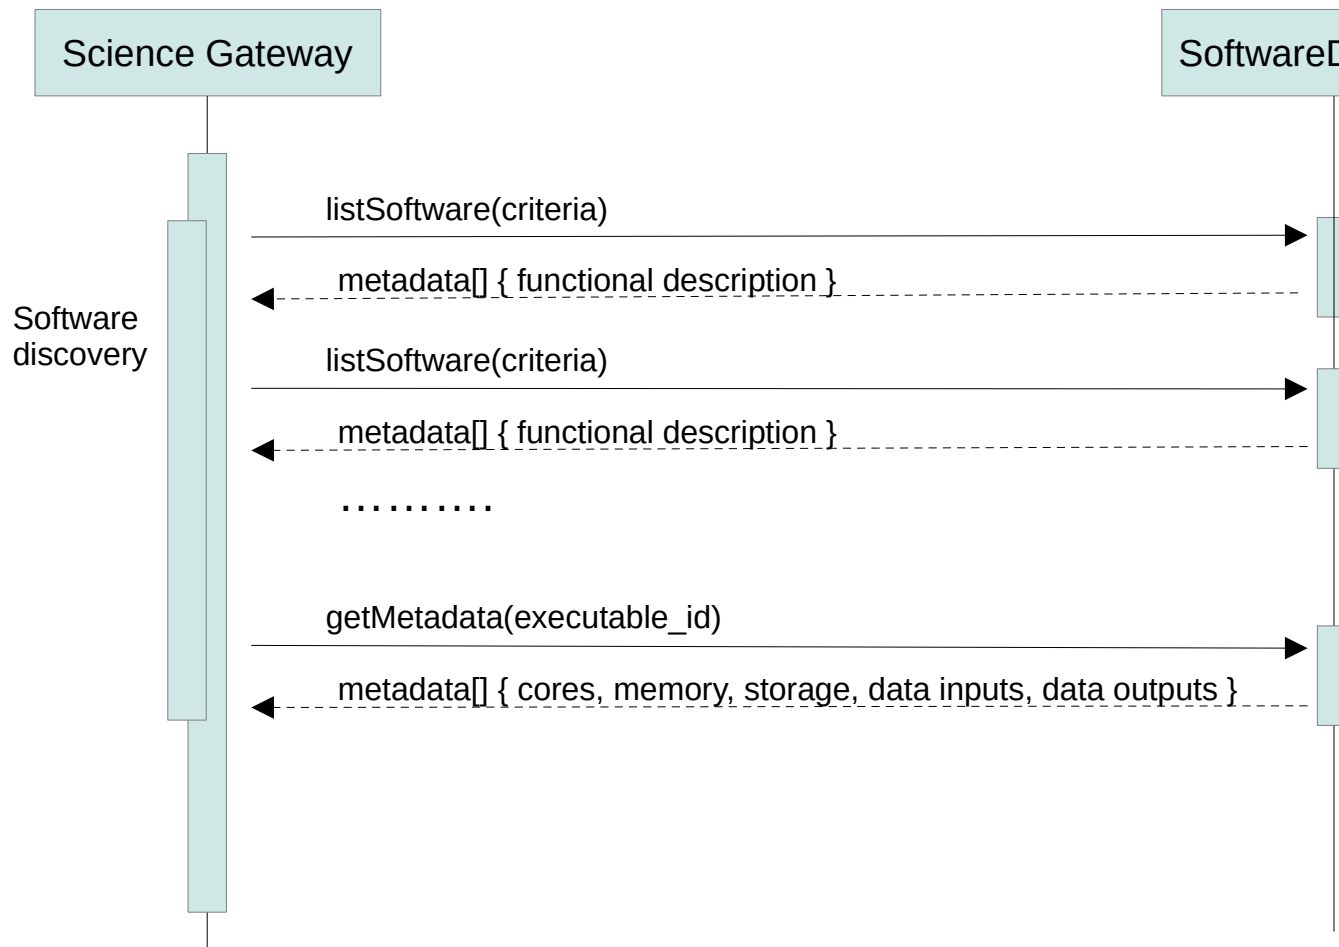 Science Gateway
SoftwareD
listSoftware(criteria)
metadata[] { functional description }
Software
discovery
listSoftware(criteria)
metadata[] { functional description }
..........
getMetadata(executable_id)
metadata[] { cores, memory, storage, data inputs, data outputs }